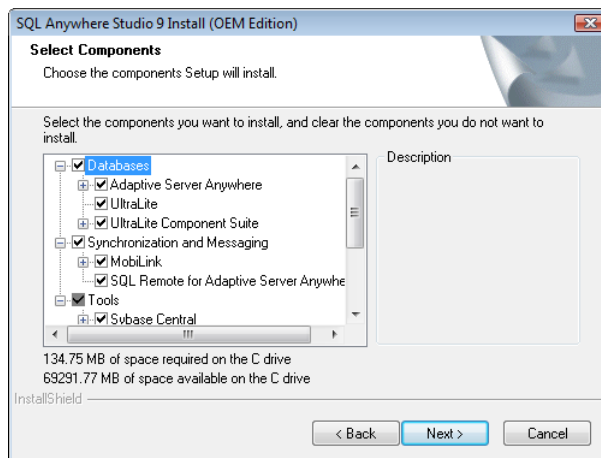 SQL Anywhere Studio 9 Install (OEM Edition)
Select Components
Choose the components Setup will install.
Select the components you want to install, and clear the components you do not want to
install.
Databases
Adaptive Server Anywhere
UltraLite
UltraLite Component Suite
Synchronization and Messaging
MobiLink
SQL Remote for Adaptive Server Anywhe
Tools
Sybase Central
Description
134.75 MB of space required on the C drive
69291.77 MB of space available on the C drive
InstallShield
< Back
Next >
Cancel